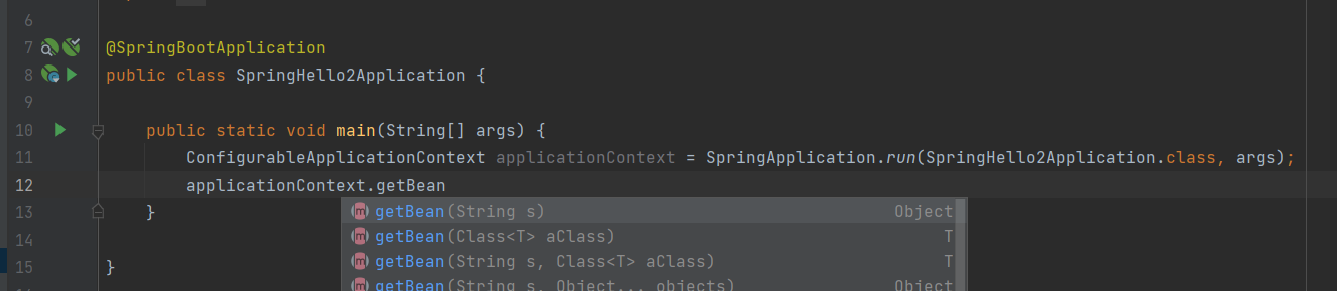 6
7 @SpringBootApplication
8 public class SpringHello2Application {
9
10 public static void main(String[] args) {
11 ConfigurableApplicationContext applicationContext = SpringApplication.run(SpringHello2Application.class, args);
12 applicationContext.getBean
m getBean(String s) Object
13 }
m getBean(Class<T> aClass) T
14
m getBean(String s, Class<T> aClass) T
15 }
m getBean(String s, Object... objects) Object